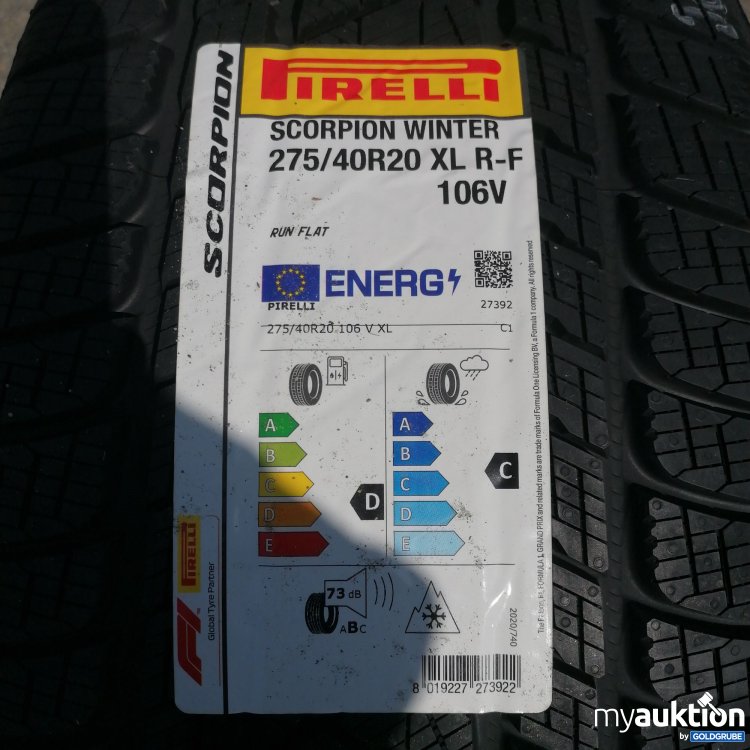 PIRELLI
SCORPION WINTER
275/40R20 XL R-F
106V
RUN FLAT
SCORPION
ENERG
PIRELLI
27392
275/40R20 106 V XL
C1
A
B
C
D
E
D
A
B
C
D
E
C
73 dB
ABC
2020/740
8 019227 273922
PIRELLI
F1
Global Tyre Partner
myauktion
by GOLDGRUBE